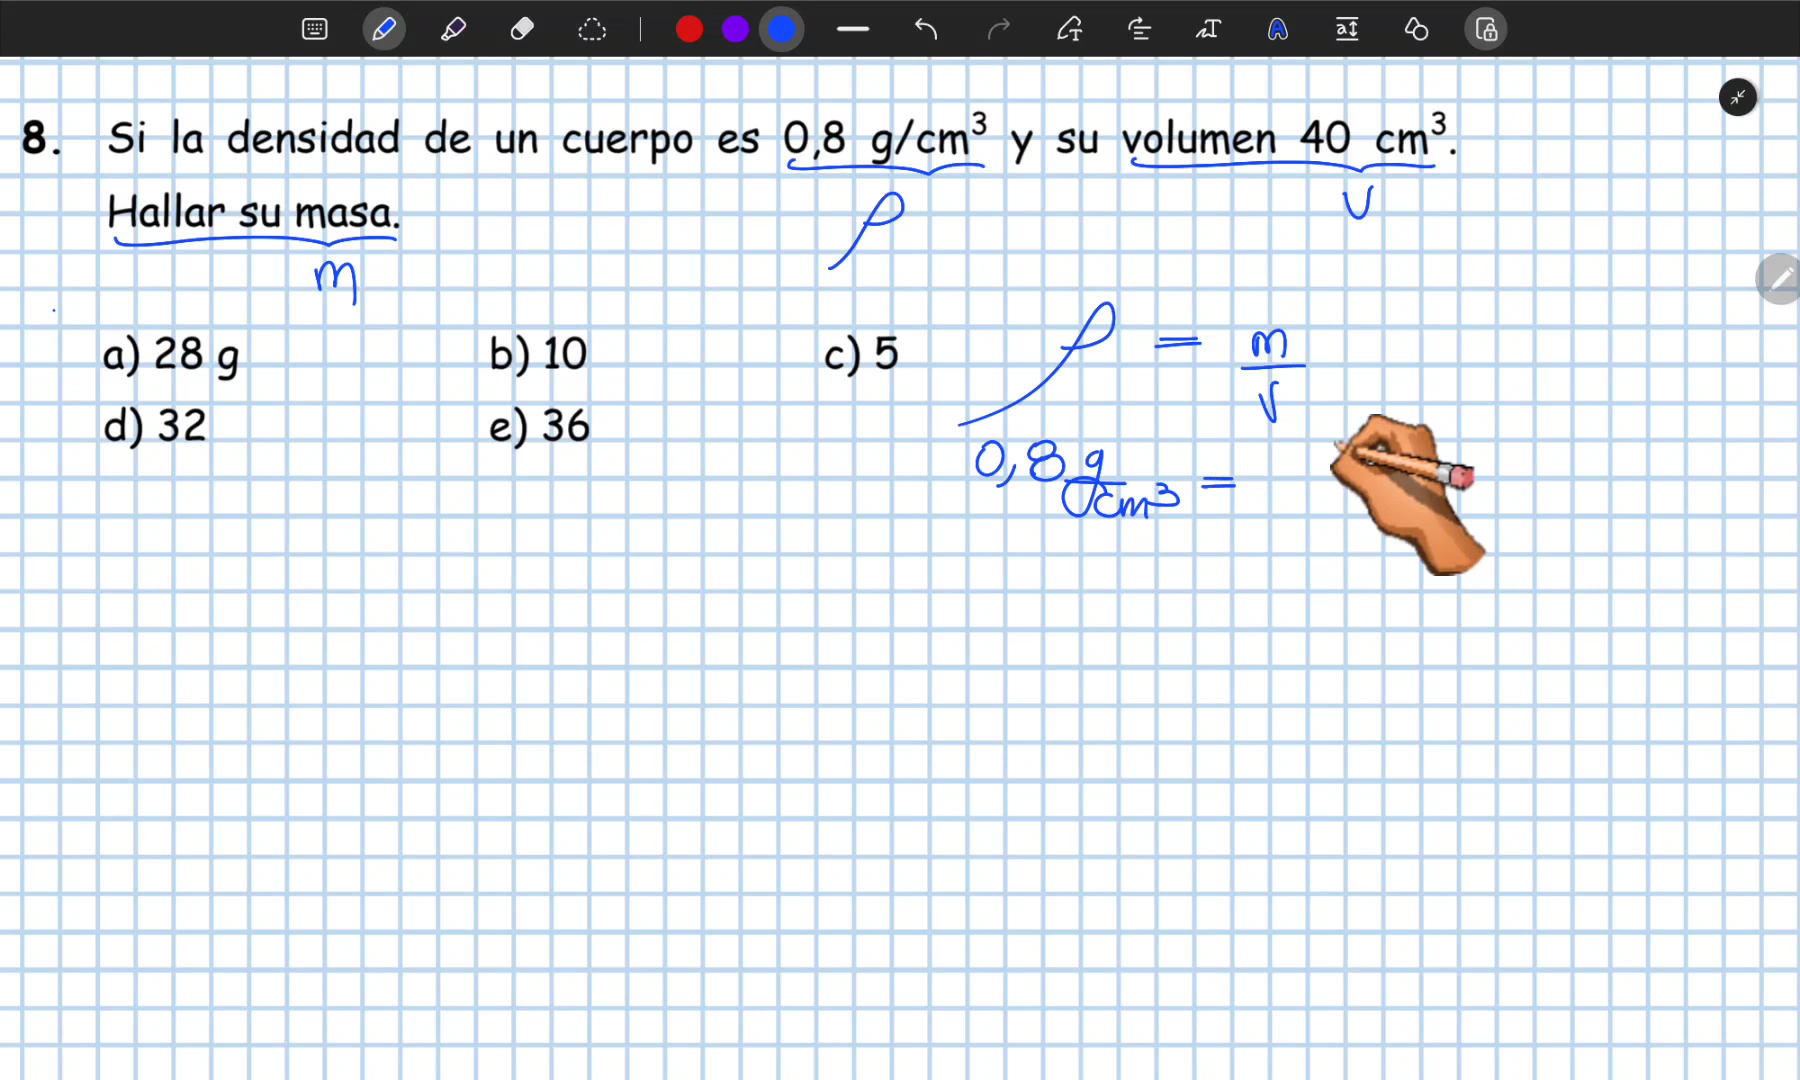 8. Si la densidad de un cuerpo es 0,8 g/cm³ y su volumen 40 cm³.
ρ v
Hallar su masa.
m
ρ = m/v
a) 28 g b) 10 c) 5
d) 32 e) 36
0,8 g/cm³ =